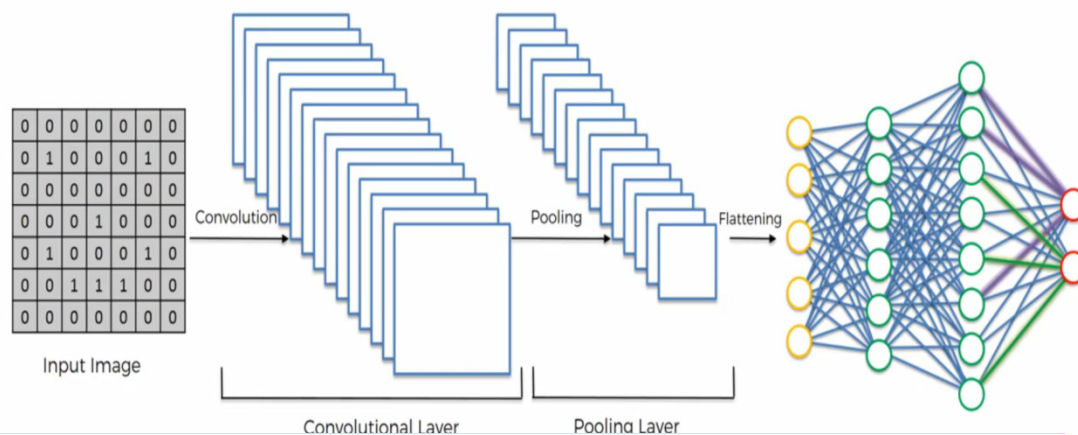 0 0 0 0 0 0 0
0 1 0 0 0 1 0
0 0 0 0 0 0 0
0 0 0 1 0 0 0
0 1 0 0 0 1 0
0 0 1 1 1 0 0
0 0 0 0 0 0 0
Input Image
Convolution
Convolutional Layer
Pooling
Pooling Layer
Flattening